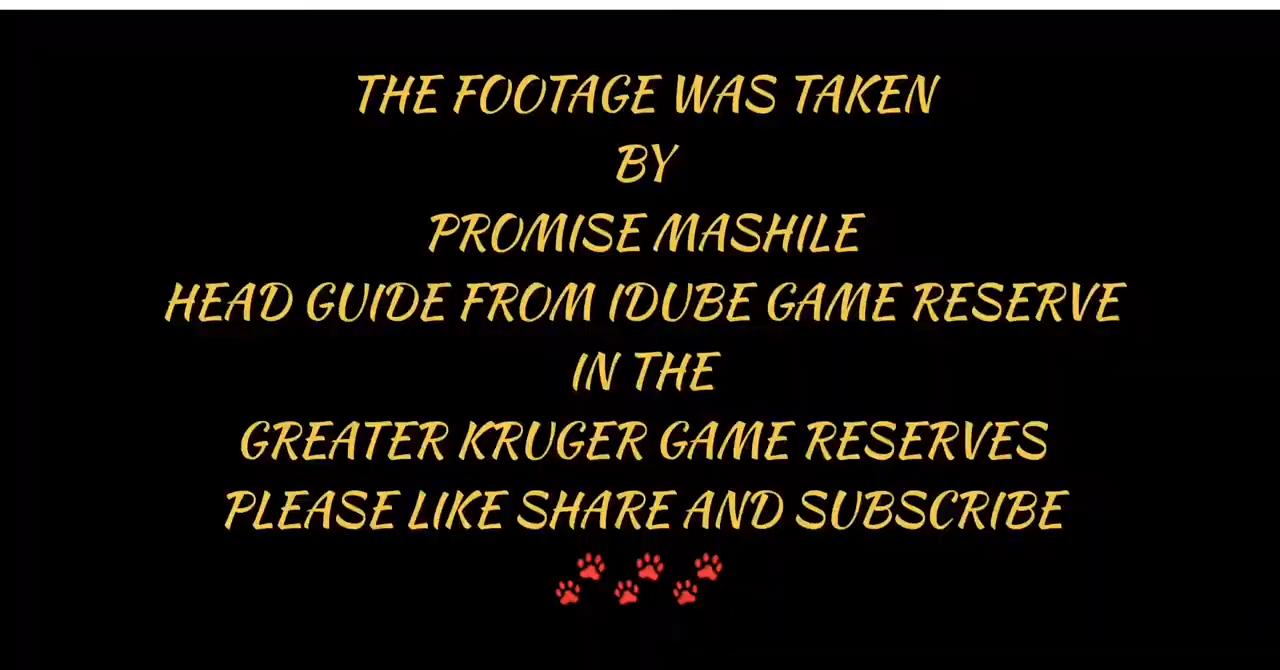 THE FOOTAGE WAS TAKEN
BY
PROMISE MASHILE
HEAD GUIDE FROM IDUBE GAME RESERVE
IN THE
GREATER KRUGER GAME RESERVES
PLEASE LIKE SHARE AND SUBSCRIBE